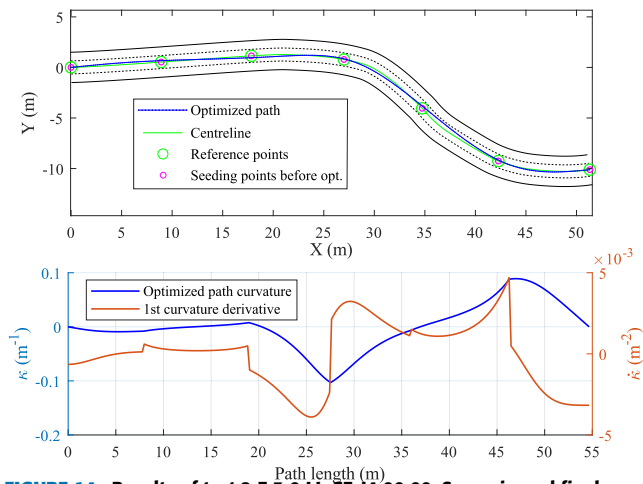 5
0
-5
-10
Y (m)
Optimized path
Centreline
Reference points
Seeding points before opt.
0 5 10 15 20 25 30 35 40 45 50
X (m)
×10⁻³
0.1
0
-0.1
-0.2
κ (m⁻¹)
Optimized path curvature
1st curvature derivative
5
0
-5
κ (m⁻²)
0 5 10 15 20 25 30 35 40 45 50 55
Path length (m)